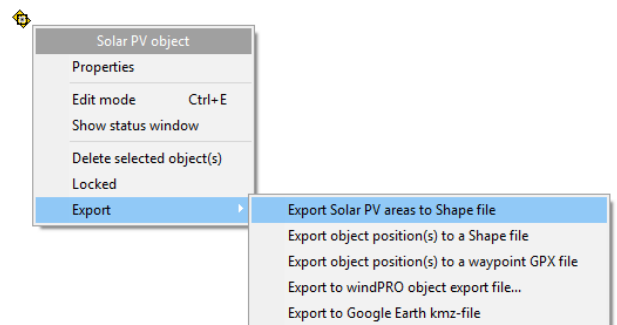 Solar PV object
Properties
Edit mode Ctrl+E
Show status window
Delete selected object(s)
Locked
Export
Export Solar PV areas to Shape file
Export object position(s) to a Shape file
Export object position(s) to a waypoint GPX file
Export to windPRO object export file...
Export to Google Earth kmz-file